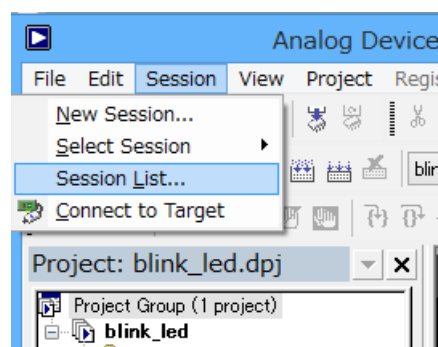 Analog Device
File Edit Session View Project Regis
New Session...
Select Session
Session List...
Connect to Target
blin
Project: blink_led.dpj
Project Group (1 project)
blink_led